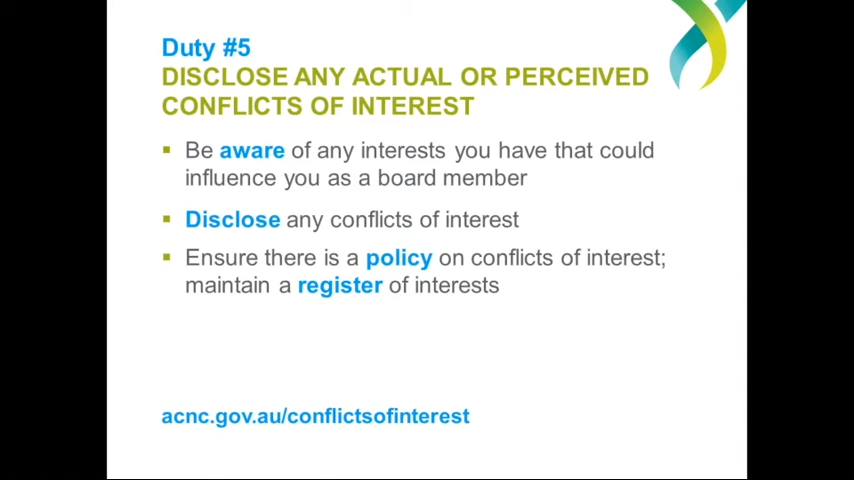 Duty #5
DISCLOSE ANY ACTUAL OR PERCEIVED
CONFLICTS OF INTEREST
▪ Be aware of any interests you have that could
influence you as a board member
▪ Disclose any conflicts of interest
▪ Ensure there is a policy on conflicts of interest;
maintain a register of interests
acnc.gov.au/conflictsofinterest